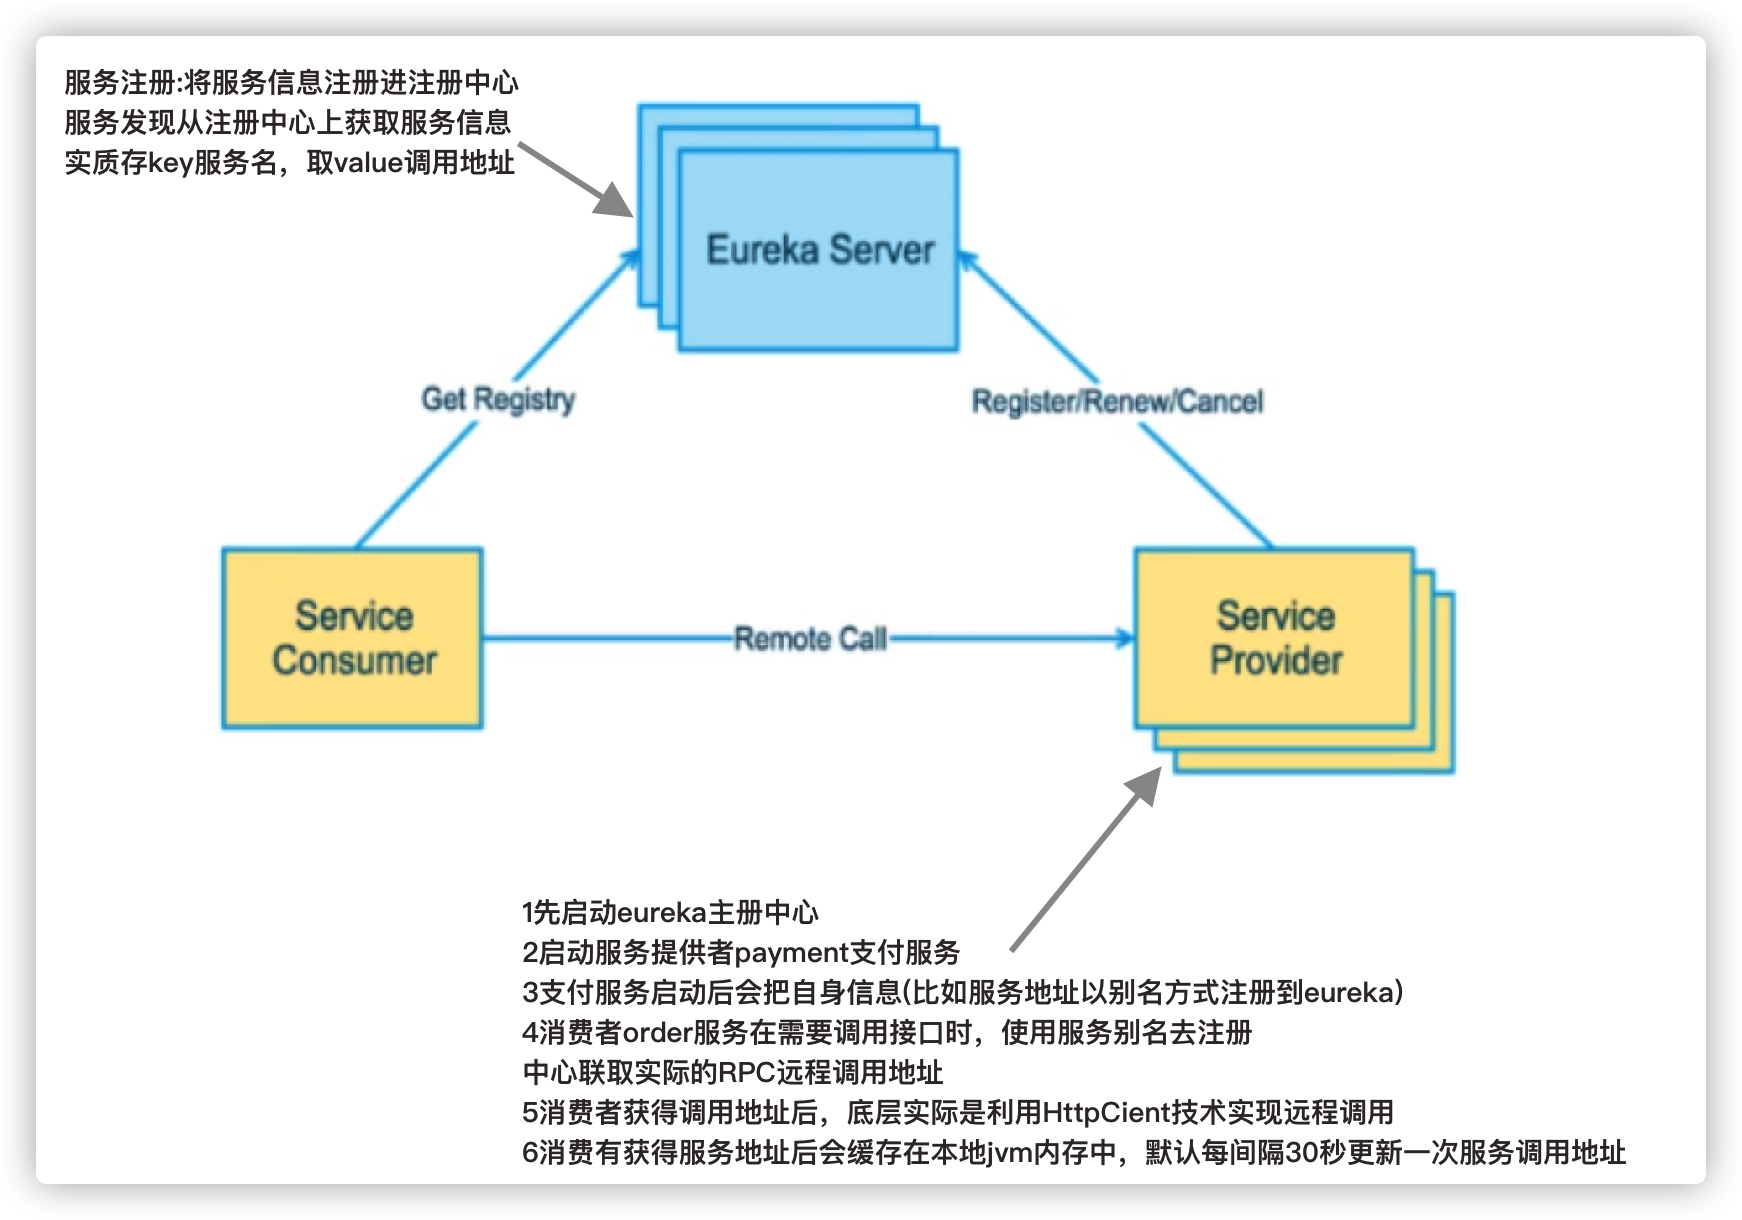 服务注册:将服务信息注册进注册中心
服务发现从注册中心上获取服务信息
实质存key服务名，取value调用地址
Eureka Server
Get Registry
Register/Renew/Cancel
Service
Consumer
Remote Call
Service
Provider
1先启动eureka主册中心
2启动服务提供者payment支付服务
3支付服务启动后会把自身信息(比如服务地址以别名方式注册到eureka)
4消费者order服务在需要调用接口时，使用服务别名去注册
中心联取实际的RPC远程调用地址
5消费者获得调用地址后，底层实际是利用HttpCient技术实现远程调用
6消费有获得服务地址后会缓存在本地jvm内存中，默认每间隔30秒更新一次服务调用地址